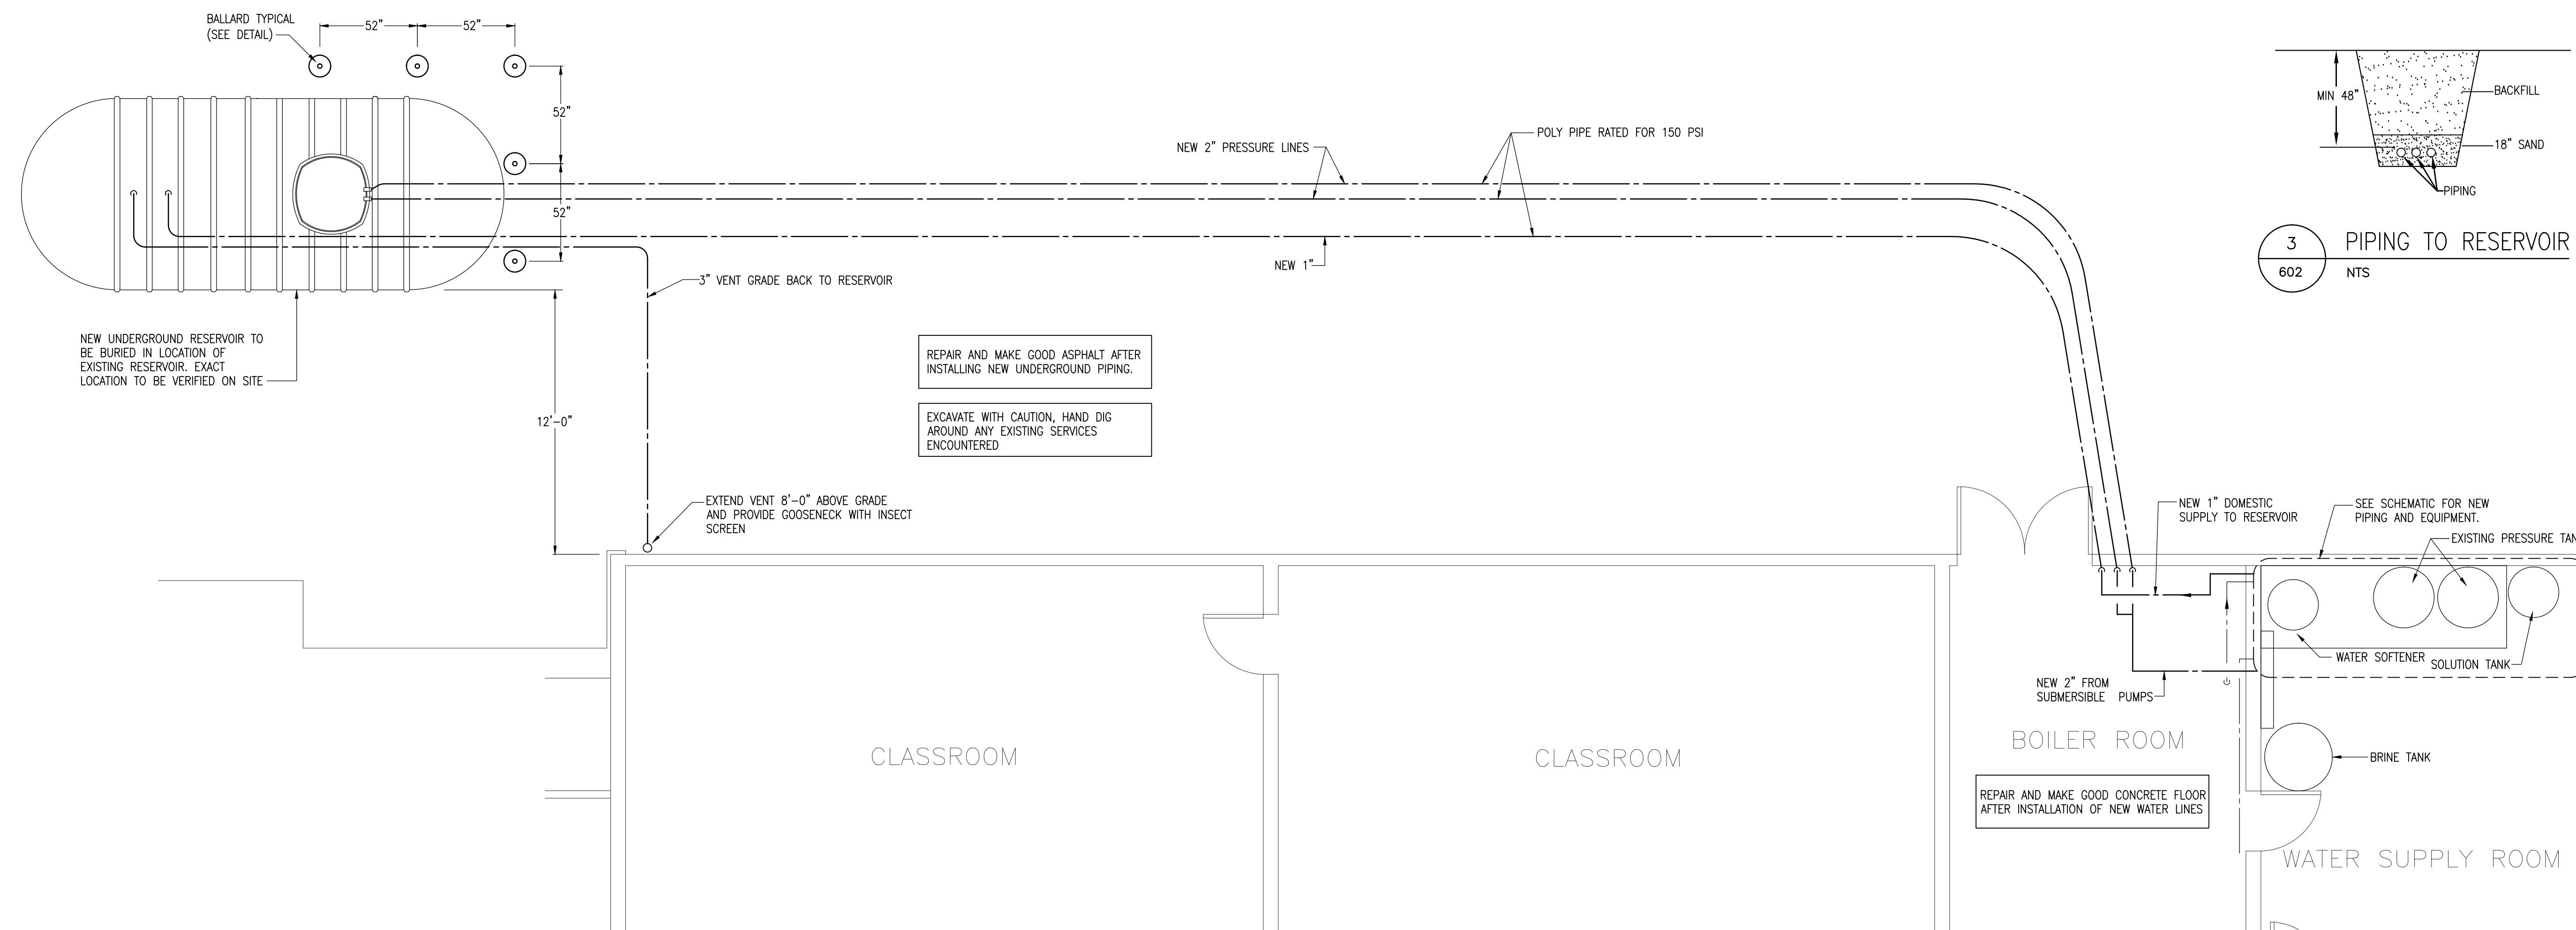 BALLARD TYPICAL
(SEE DETAIL)
52"
52"
52"
52"
NEW UNDERGROUND RESERVOIR TO
BE BURIED IN LOCATION OF
EXISTING RESERVOIR. EXACT
LOCATION TO BE VERIFIED ON SITE
12'-0"
3" VENT GRADE BACK TO RESERVOIR
EXTEND VENT 8'-0" ABOVE GRADE
AND PROVIDE GOOSENECK WITH INSECT
SCREEN
REPAIR AND MAKE GOOD ASPHALT AFTER
INSTALLING NEW UNDERGROUND PIPING.
EXCAVATE WITH CAUTION, HAND DIG
AROUND ANY EXISTING SERVICES
ENCOUNTERED
NEW 2" PRESSURE LINES
POLY PIPE RATED FOR 150 PSI
NEW 1"
MIN 48"
BACKFILL
18" SAND
PIPING
3
602
PIPING TO RESERVOIR
NTS
NEW 1" DOMESTIC
SUPPLY TO RESERVOIR
SEE SCHEMATIC FOR NEW
PIPING AND EQUIPMENT.
EXISTING PRESSURE TAN
WATER SOFTENER
SOLUTION TANK
NEW 2" FROM
SUBMERSIBLE PUMPS
BRINE TANK
CLASSROOM
CLASSROOM
BOILER ROOM
REPAIR AND MAKE GOOD CONCRETE FLOOR
AFTER INSTALLATION OF NEW WATER LINES
WATER SUPPLY ROOM